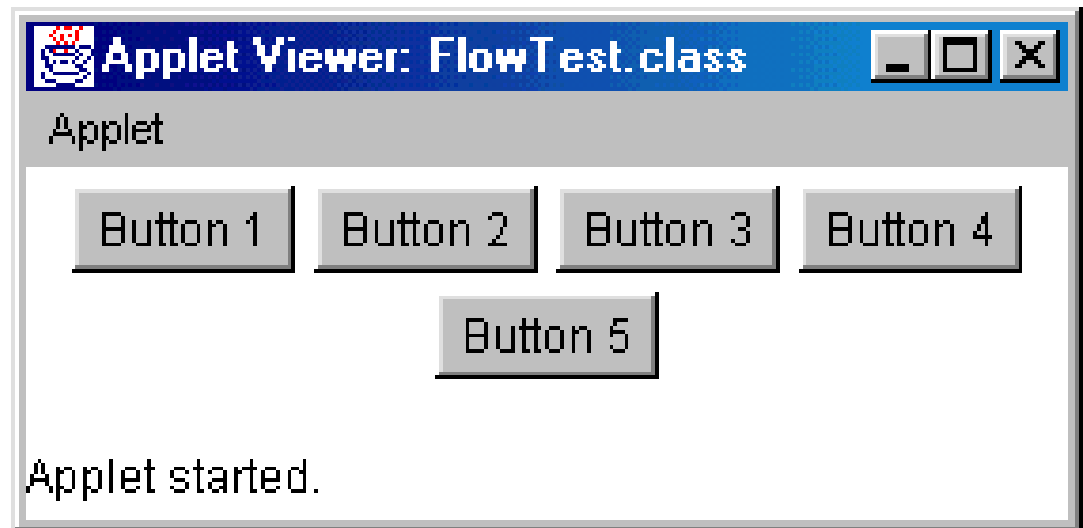 Applet Viewer: FlowTest.class
Applet
Button 1 Button 2 Button 3 Button 4
Button 5
Applet started.